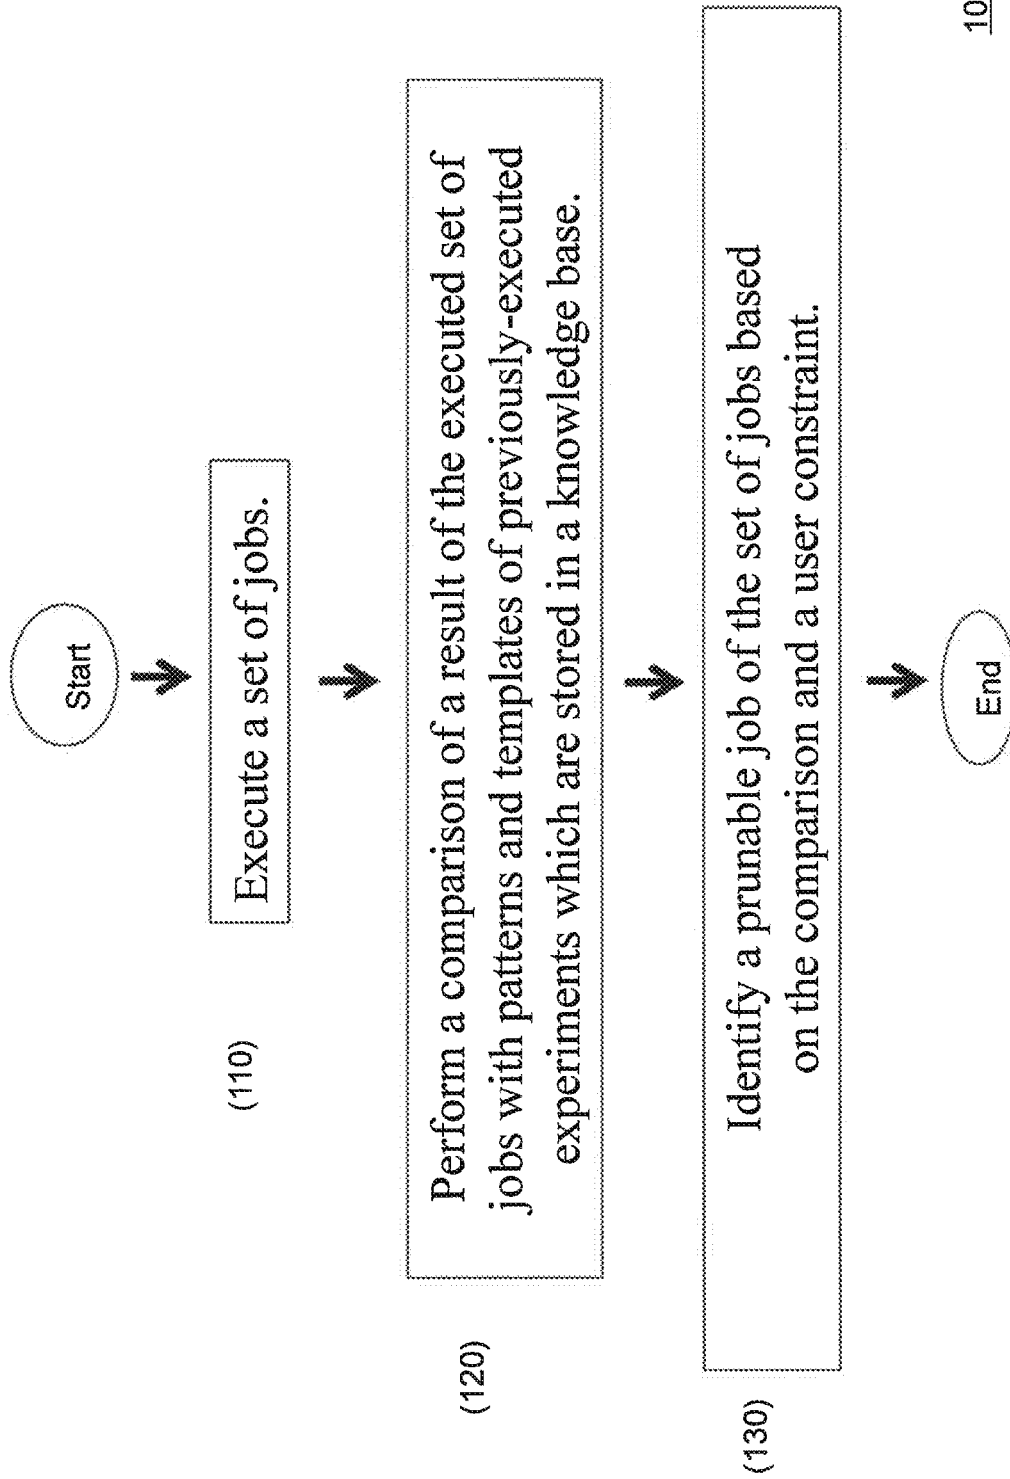 Start
(110)
Execute a set of jobs.
(120)
Perform a comparison of a result of the executed set of
jobs with patterns and templates of previously-executed
experiments which are stored in a knowledge base.
(130)
Identify a prunable job of the set of jobs based
on the comparison and a user constraint.
End
10